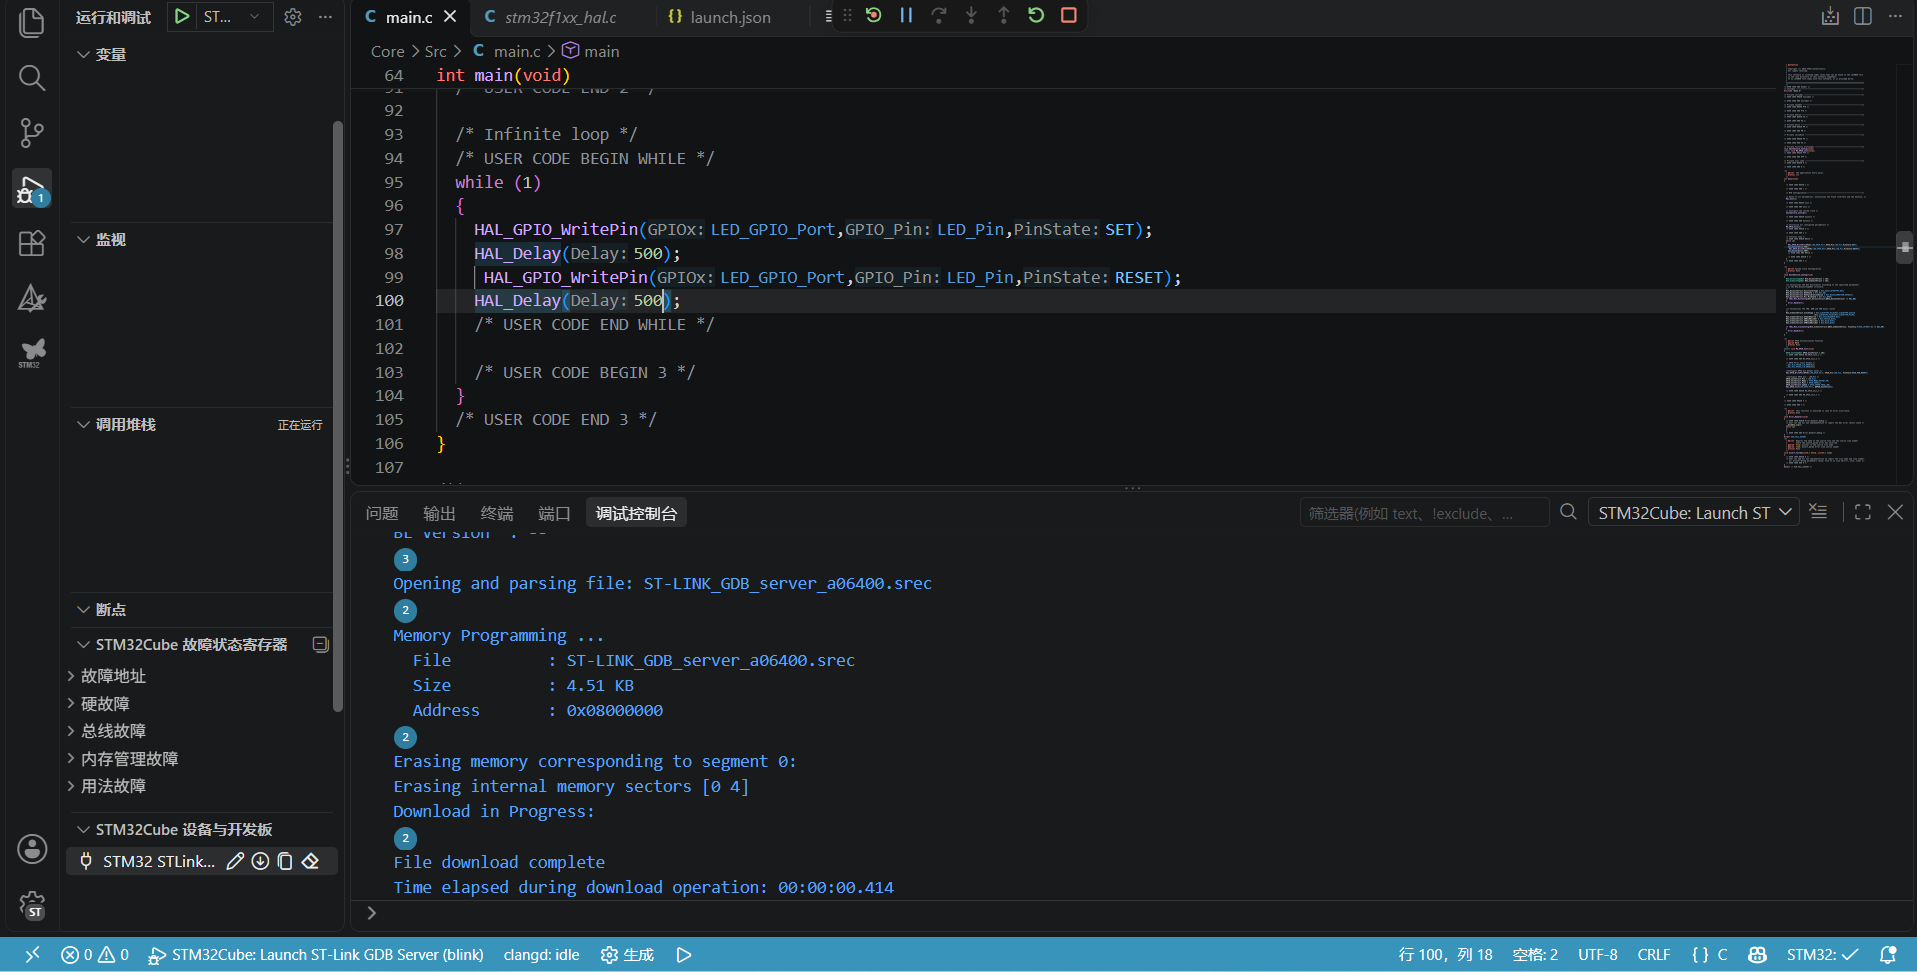 运行和调试
ST...
变量
监视
调用堆栈
正在运行
断点
STM32Cube 故障状态寄存器
故障地址
硬故障
总线故障
内存管理故障
用法故障
STM32Cube 设备与开发板
STM32 STLink...
1
STM32
ST
main.c
stm32f1xx_hal.c
launch.json
Core > Src > C main.c > main
64 int main(void)
91 /* USER CODE END 2 */
92
93 /* Infinite loop */
94 /* USER CODE BEGIN WHILE */
95 while (1)
96 {
97 HAL_GPIO_WritePin(GPIOx: LED_GPIO_Port,GPIO_Pin: LED_Pin,PinState: SET);
98 HAL_Delay(Delay: 500);
99 HAL_GPIO_WritePin(GPIOx: LED_GPIO_Port,GPIO_Pin: LED_Pin,PinState: RESET);
100 HAL_Delay(Delay: 500);
101 /* USER CODE END WHILE */
102
103 /* USER CODE BEGIN 3 */
104 }
105 /* USER CODE END 3 */
106 }
107
问题 输出 终端 端口 调试控制台
筛选器(例如 text、!exclude、...
STM32Cube: Launch ST
BL Version : --
3
Opening and parsing file: ST-LINK_GDB_server_a06400.srec
2
Memory Programming ...
File : ST-LINK_GDB_server_a06400.srec
Size : 4.51 KB
Address : 0x08000000
2
Erasing memory corresponding to segment 0:
Erasing internal memory sectors [0 4]
Download in Progress:
2
File download complete
Time elapsed during download operation: 00:00:00.414
>
0 0 STM32Cube: Launch ST-Link GDB Server (blink) clangd: idle 生成
行 100，列 18 空格: 2 UTF-8 CRLF { } C STM32: